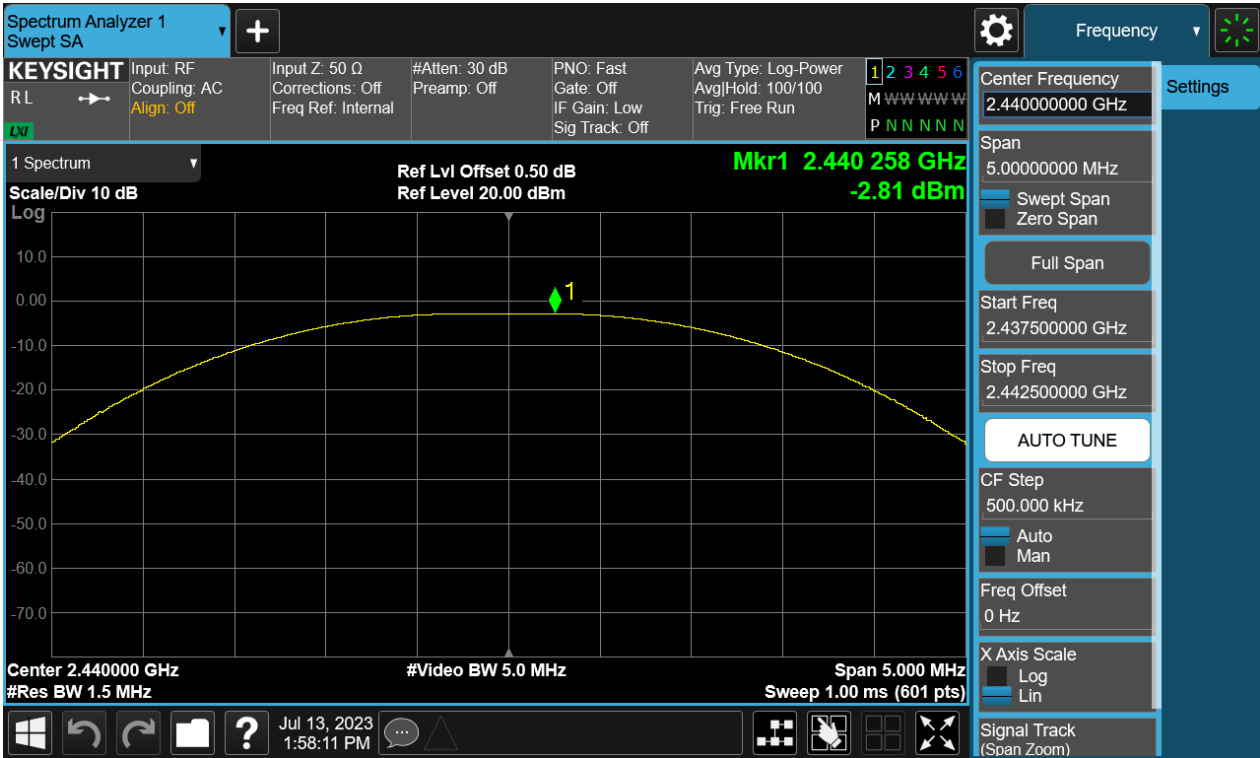 Spectrum Analyzer 1
Swept SA
+
Frequency
KEYSIGHT
R L
LXI
Input: RF
Coupling: AC
Align: Off
Input Z: 50 Ω
Corrections: Off
Freq Ref: Internal
#Atten: 30 dB
Preamp: Off
PNO: Fast
Gate: Off
IF Gain: Low
Sig Track: Off
Avg Type: Log-Power
Avg|Hold: 100/100
Trig: Free Run
1 2 3 4 5 6
M W W W W W
P N N N N N
1 Spectrum
Scale/Div 10 dB
Log
Ref Lvl Offset 0.50 dB
Ref Level 20.00 dBm
Mkr1 2.440 258 GHz
-2.81 dBm
1
10.0
0.00
-10.0
-20.0
-30.0
-40.0
-50.0
-60.0
-70.0
Center 2.440000 GHz
#Res BW 1.5 MHz
#Video BW 5.0 MHz
Span 5.000 MHz
Sweep 1.00 ms (601 pts)
Center Frequency
2.440000000 GHz
Span
5.00000000 MHz
Swept Span
Zero Span
Full Span
Start Freq
2.437500000 GHz
Stop Freq
2.442500000 GHz
AUTO TUNE
CF Step
500.000 kHz
Auto
Man
Freq Offset
0 Hz
X Axis Scale
Log
Lin
Signal Track
(Span Zoom)
Settings
?
Jul 13, 2023
1:58:11 PM